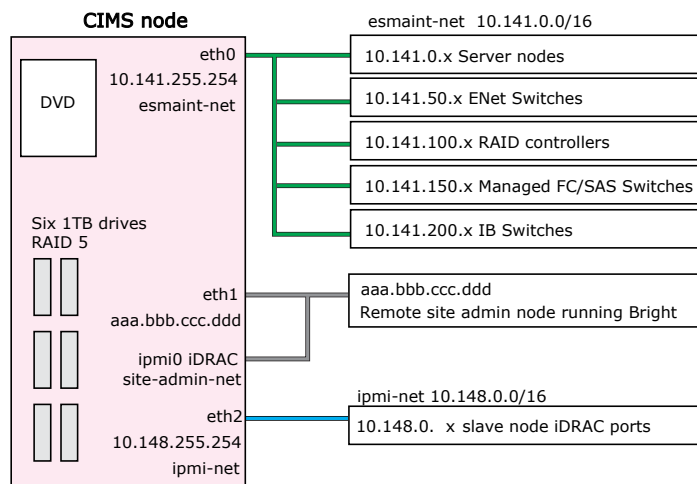 CIMS node
DVD
eth0
10.141.255.254
esmaint-net
Six 1TB drives
RAID 5
eth1
aaa.bbb.ccc.ddd
ipmi0 iDRAC
site-admin-net
eth2
10.148.255.254
ipmi-net
esmaint-net 10.141.0.0/16
10.141.0.x Server nodes
10.141.50.x ENet Switches
10.141.100.x RAID controllers
10.141.150.x Managed FC/SAS Switches
10.141.200.x IB Switches
aaa.bbb.ccc.ddd
Remote site admin node running Bright
ipmi-net 10.148.0.0/16
10.148.0. x slave node iDRAC ports